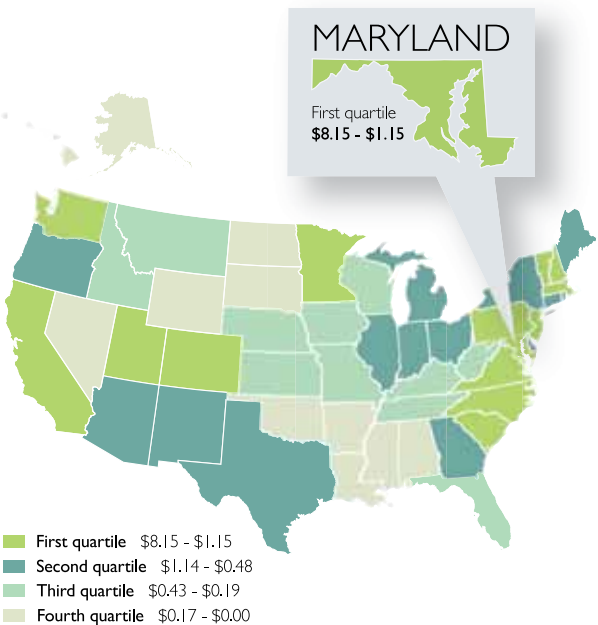 MARYLAND
First quartile
$8.15 - $1.15
First quartile $8.15 - $1.15
Second quartile $1.14 - $0.48
Third quartile $0.43 - $0.19
Fourth quartile $0.17 - $0.00